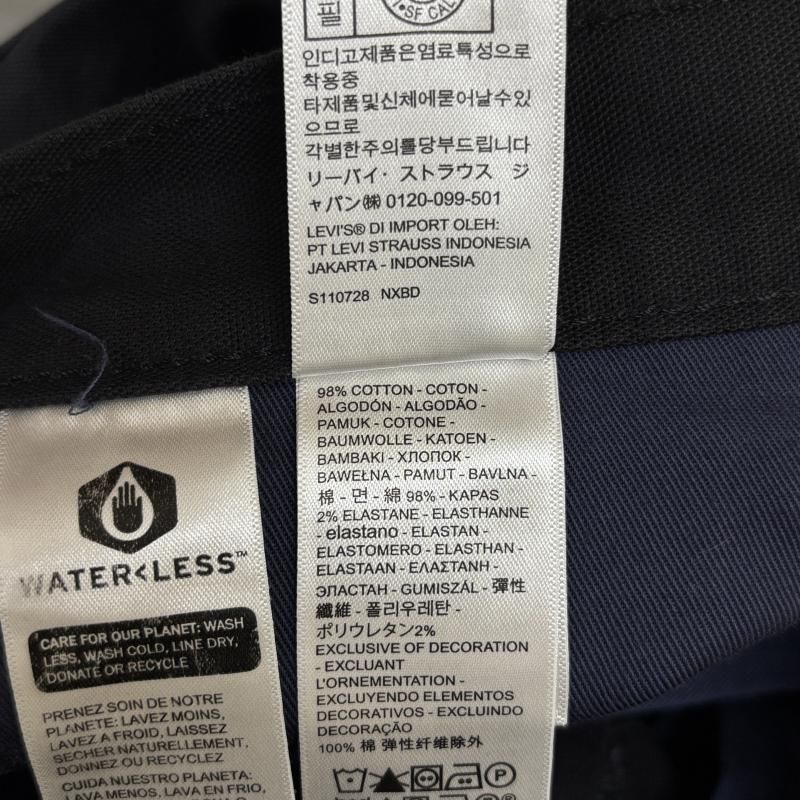 필
•SF CAL
인디고제품은염료특성으로
착용중
타제품및신체에묻어날수있
으므로
각별한주의를당부드립니다
リーバイ・ストラウス ジ
ャパン㈱ 0120-099-501
LEVI'S® DI IMPORT OLEH:
PT LEVI STRAUSS INDONESIA
JAKARTA - INDONESIA
S110728 NXBD
98% COTTON - COTON -
ALGODÓN - ALGODÃO -
PAMUK - COTONE -
BAUMWOLLE - KATOEN -
BAMBAKI - ХЛОПОК -
BAWEŁNA - PAMUT - BAVLNA -
棉 - 면 - 綿 98% - KAPAS
2% ELASTANE - ELASTHANNE
- elastano - ELASTAN -
ELASTOMERO - ELASTHAN -
ELASTAAN - ΕΛΑΣΤΑΝΗ -
ЭЛАСТАН - GUMISZÁL - 彈性
纖維 - 폴리우레탄 -
ポリウレタン2%
EXCLUSIVE OF DECORATION
- EXCLUANT
L'ORNEMENTATION -
EXCLUYENDO ELEMENTOS
DECORATIVOS - EXCLUINDO
DECORAÇÃO
100% 棉 弹性纤维除外
WATER<LESS™
CARE FOR OUR PLANET: WASH
LESS, WASH COLD, LINE DRY,
DONATE OR RECYCLE
PRENEZ SOIN DE NOTRE
PLANETE: LAVEZ MOINS,
LAVEZ A FROID, LAISSEZ
SECHER NATURELLEMENT,
DONNEZ OU RECYCLEZ
CUIDA NUESTRO PLANETA:
LAVA MENOS, LAVA EN FRIO,